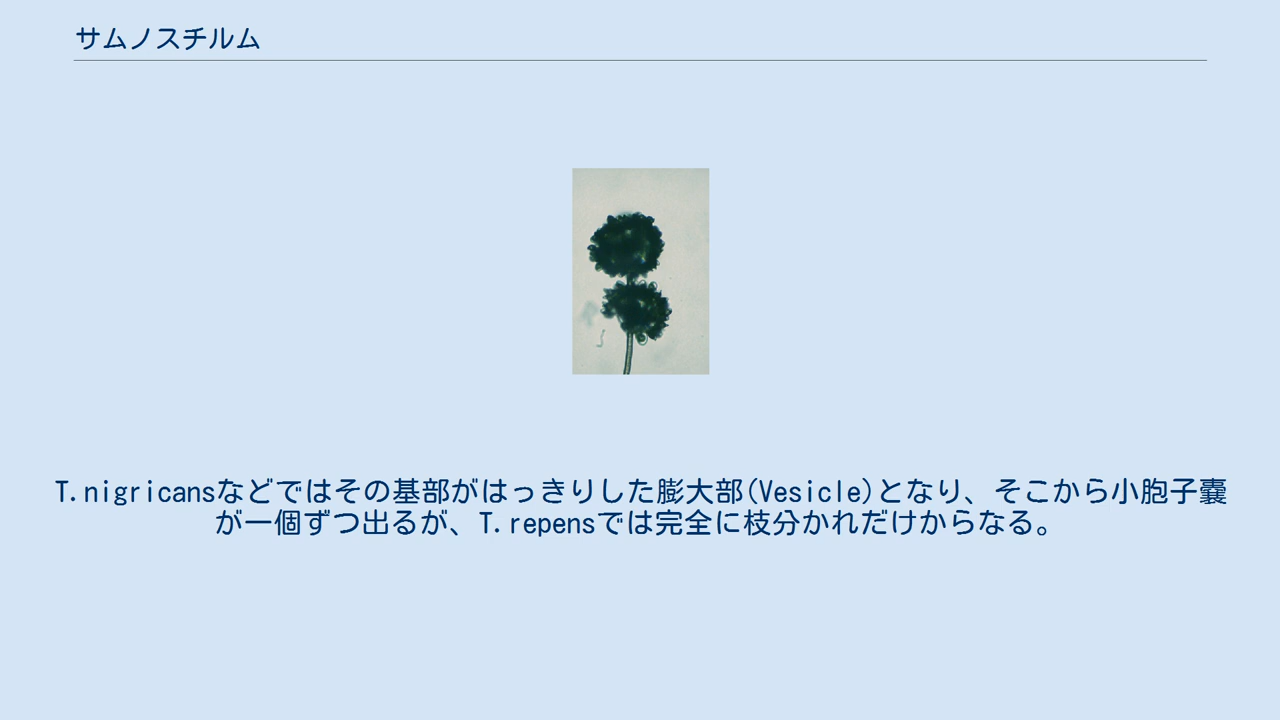 サムノスチルム
T.nigricansなどではその基部がはっきりした膨大部(Vesicle)となり、そこから小胞子嚢
が一個ずつ出るが、T.repensでは完全に枝分かれだけからなる。